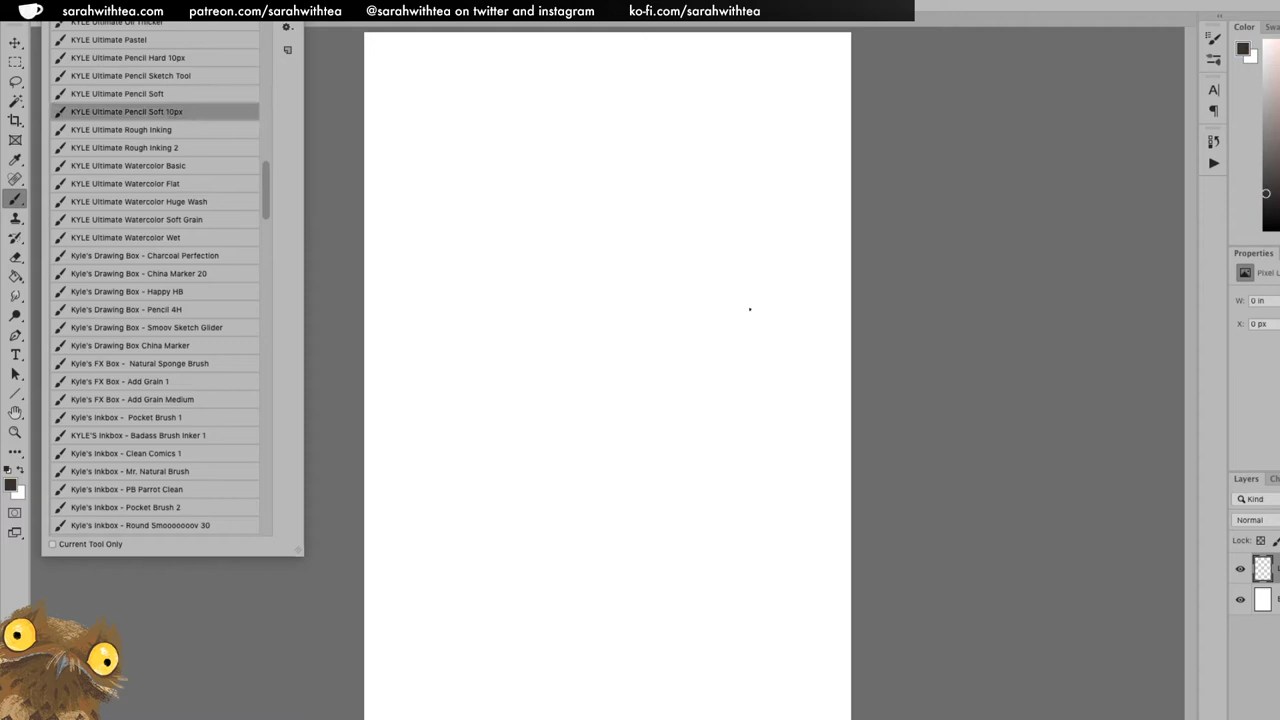 sarahwithtea.com patreon.com/sarahwithtea @sarahwithtea on twitter and instagram ko-fi.com/sarahwithtea
KYLE Ultimate Oil Thicker
KYLE Ultimate Pastel
KYLE Ultimate Pencil Hard 10px
KYLE Ultimate Pencil Sketch Tool
KYLE Ultimate Pencil Soft
KYLE Ultimate Pencil Soft 10px
KYLE Ultimate Rough Inking
KYLE Ultimate Rough Inking 2
KYLE Ultimate Watercolor Basic
KYLE Ultimate Watercolor Flat
KYLE Ultimate Watercolor Huge Wash
KYLE Ultimate Watercolor Soft Grain
KYLE Ultimate Watercolor Wet
Kyle's Drawing Box - Charcoal Perfection
Kyle's Drawing Box - China Marker 20
Kyle's Drawing Box - Happy HB
Kyle's Drawing Box - Pencil 4H
Kyle's Drawing Box - Smoov Sketch Glider
Kyle's Drawing Box China Marker
Kyle's FX Box - Natural Sponge Brush
Kyle's FX Box - Add Grain 1
Kyle's FX Box - Add Grain Medium
Kyle's Inkbox - Pocket Brush 1
KYLE'S Inkbox - Badass Brush Inker 1
Kyle's Inkbox - Clean Comics 1
Kyle's Inkbox - Mr. Natural Brush
Kyle's Inkbox - PB Parrot Clean
Kyle's Inkbox - Pocket Brush 2
Kyle's Inkbox - Round Smooooooov 30
Current Tool Only
Color Swa
Properties
Pixel L
W: 0 in
X: 0 px
Layers Ch
Kind
Normal
Lock: